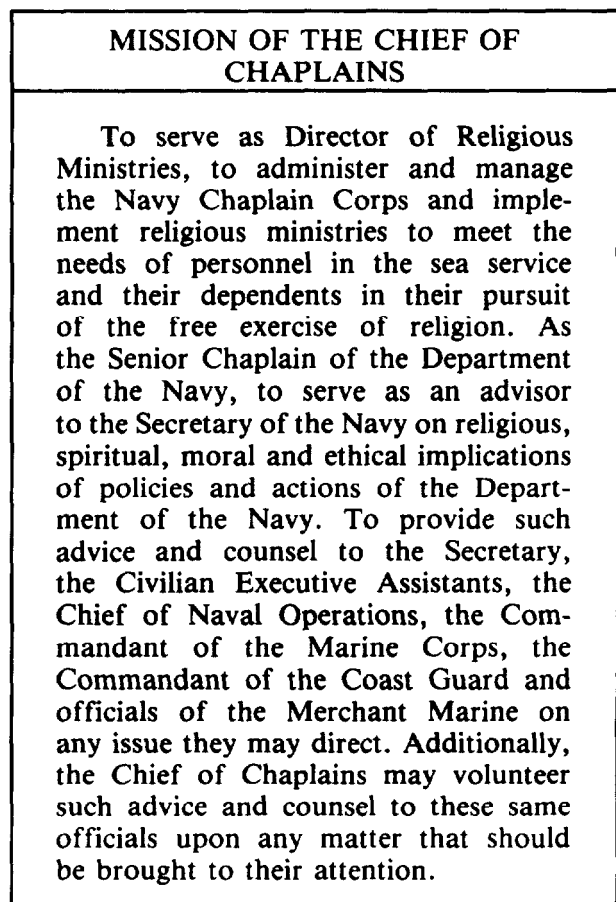 MISSION OF THE CHIEF OF
CHAPLAINS
To serve as Director of Religious
Ministries, to administer and manage
the Navy Chaplain Corps and imple-
ment religious ministries to meet the
needs of personnel in the sea service
and their dependents in their pursuit
of the free exercise of religion. As
the Senior Chaplain of the Department
of the Navy, to serve as an advisor
to the Secretary of the Navy on religious,
spiritual, moral and ethical implications
of policies and actions of the Depart-
ment of the Navy. To provide such
advice and counsel to the Secretary,
the Civilian Executive Assistants, the
Chief of Naval Operations, the Com-
mandant of the Marine Corps, the
Commandant of the Coast Guard and
officials of the Merchant Marine on
any issue they may direct. Additionally,
the Chief of Chaplains may volunteer
such advice and counsel to these same
officials upon any matter that should
be brought to their attention.